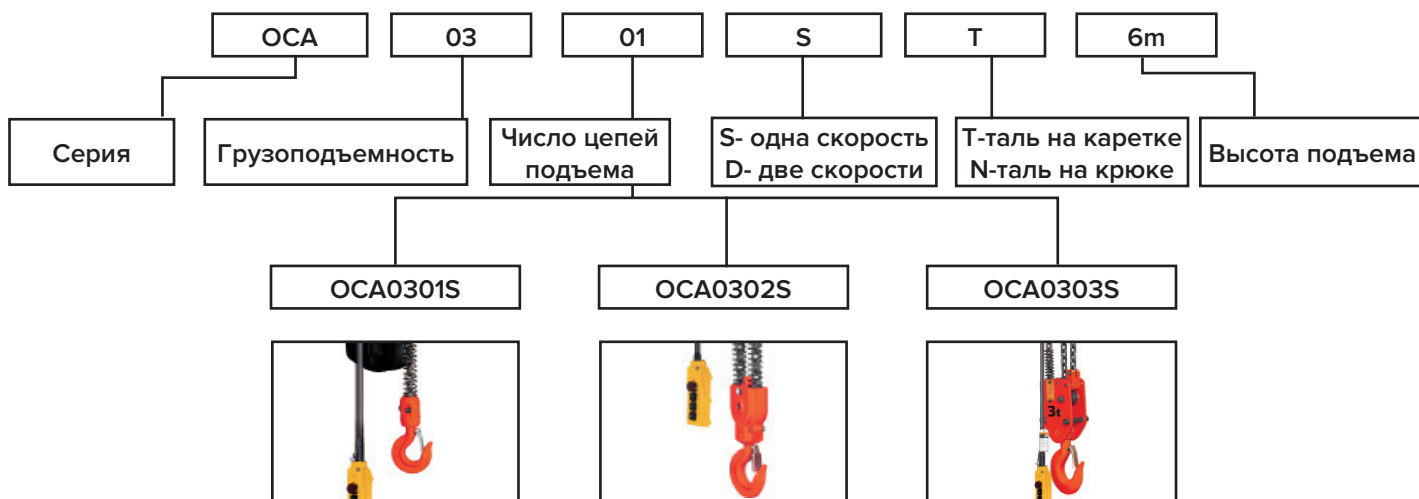 OCA
03
01
S
T
6m
Серия
Грузоподъемность
Число цепей
подъема
S- одна скорость
D- две скорости
Т-таль на каретке
N-таль на крюке
Высота подъема
OCA0301S
OCA0302S
OCA0303S
1
3t